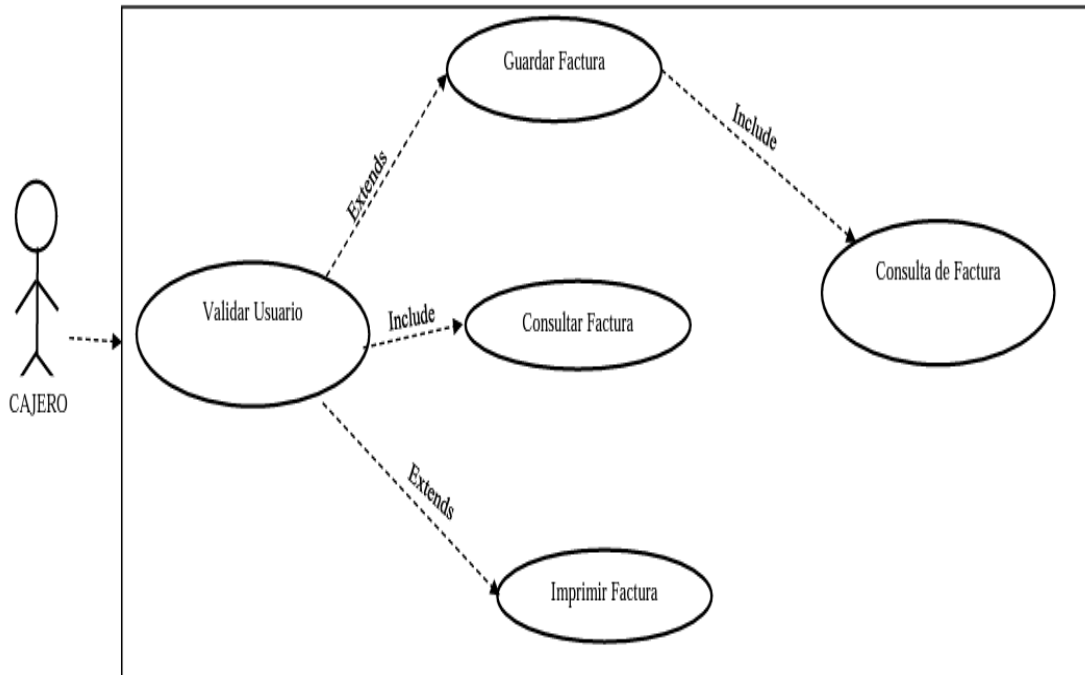 Guardar Factura
Include
Extends
Consulta de Factura
Validar Usuario
Include
Consultar Factura
CAJERO
Extends
Imprimir Factura